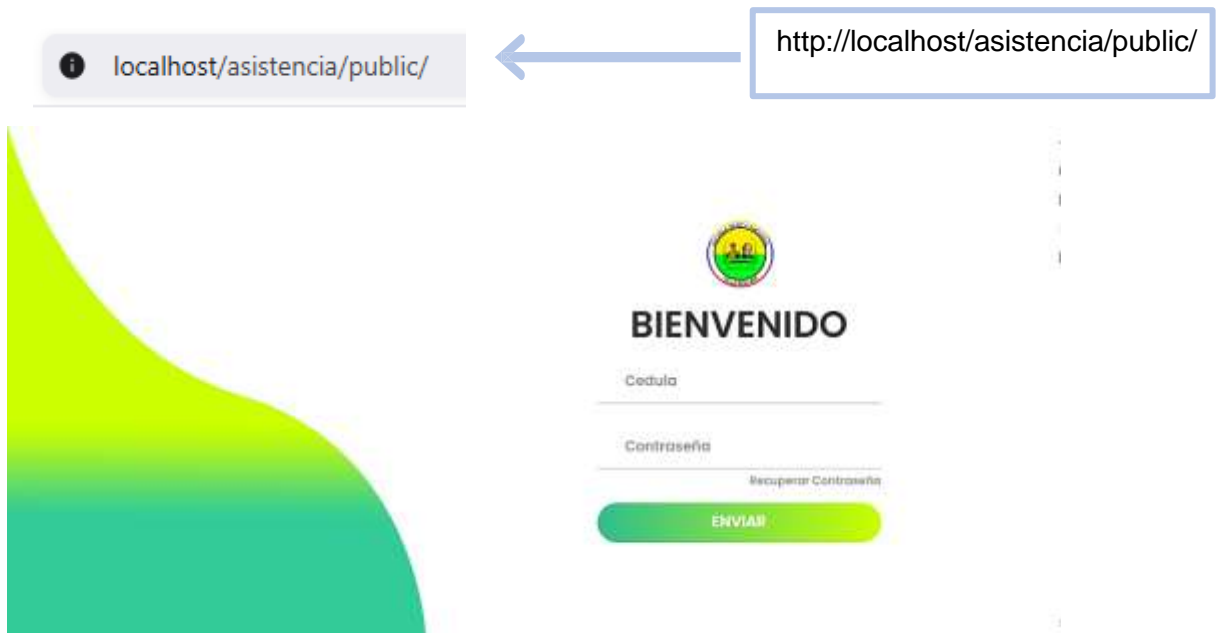 localhost/asistencia/public/
http://localhost/asistencia/public/
BIENVENIDO
Cedula
Contraseña
Recuperar Contraseña
ENVIAR